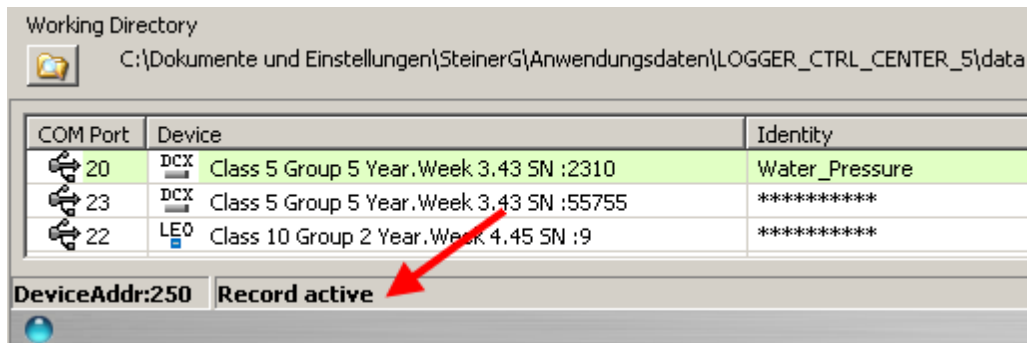 Working Directory
C:\Dokumente und Einstellungen\SteinerG\Anwendungsdaten\LOGGER_CTRL_CENTER_5\data
COM Port Device Identity
20 DCX Class 5 Group 5 Year.Week 3.43 SN :2310 Water_Pressure
23 DCX Class 5 Group 5 Year.Week 3.43 SN :55755 **********
22 LEO Class 10 Group 2 Year.Week 4.45 SN :9 **********
DeviceAddr:250 Record active